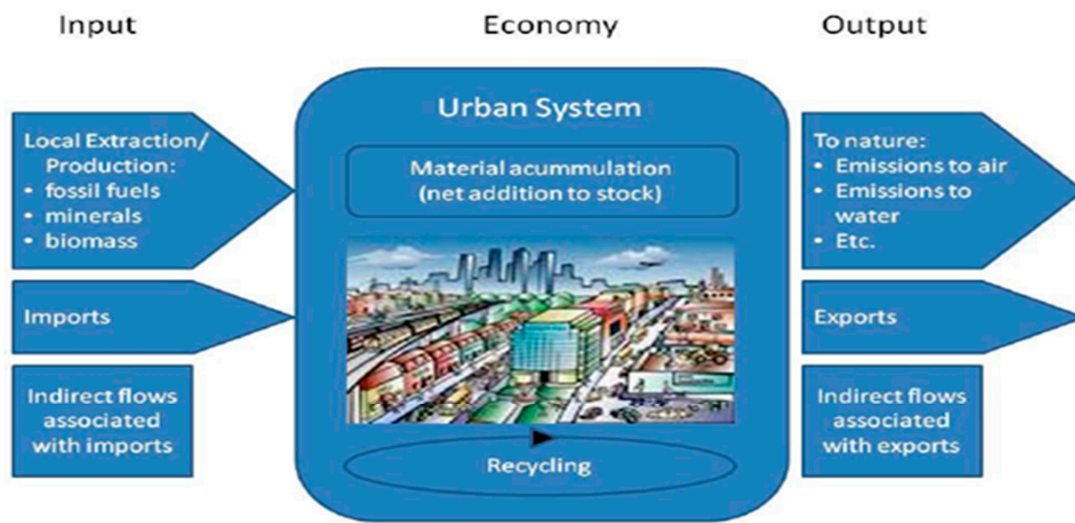 Input
Economy
Output
Local Extraction/
Production:
• fossil fuels
• minerals
• biomass
Imports
Indirect flows
associated
with imports
Urban System
Material acummulation
(net addition to stock)
Recycling
To nature:
• Emissions to air
• Emissions to
water
• Etc.
Exports
Indirect flows
associated
with exports